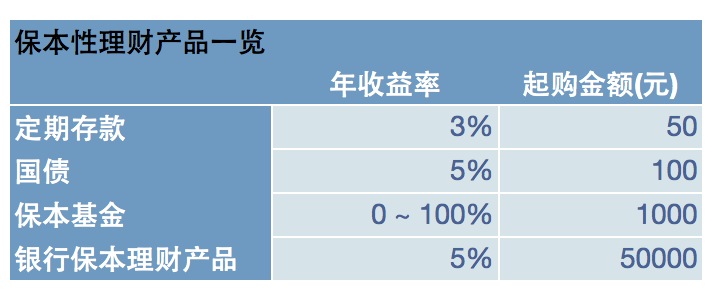 保本性理财产品一览
年收益率 起购金额(元)
定期存款 3% 50
国债 5% 100
保本基金 0 ~ 100% 1000
银行保本理财产品 5% 50000